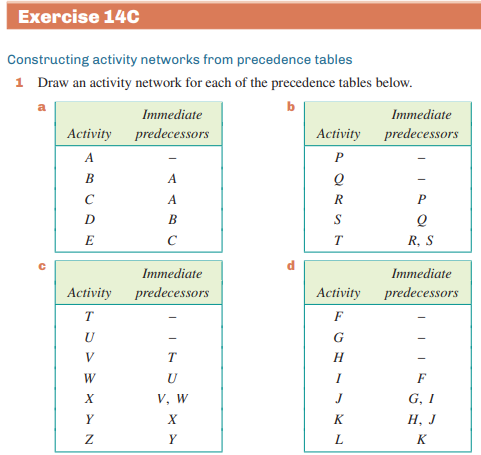 Exercise 14C
Constructing activity networks from precedence tables
1 Draw an activity network for each of the precedence tables below.
a
Immediate
Activity predecessors
A –
B A
C A
D B
E C
b
Immediate
Activity predecessors
P –
Q –
R P
S Q
T R, S
c
Immediate
Activity predecessors
T –
U –
V T
W U
X V, W
Y X
Z Y
d
Immediate
Activity predecessors
F –
G –
H –
I F
J G, I
K H, J
L K